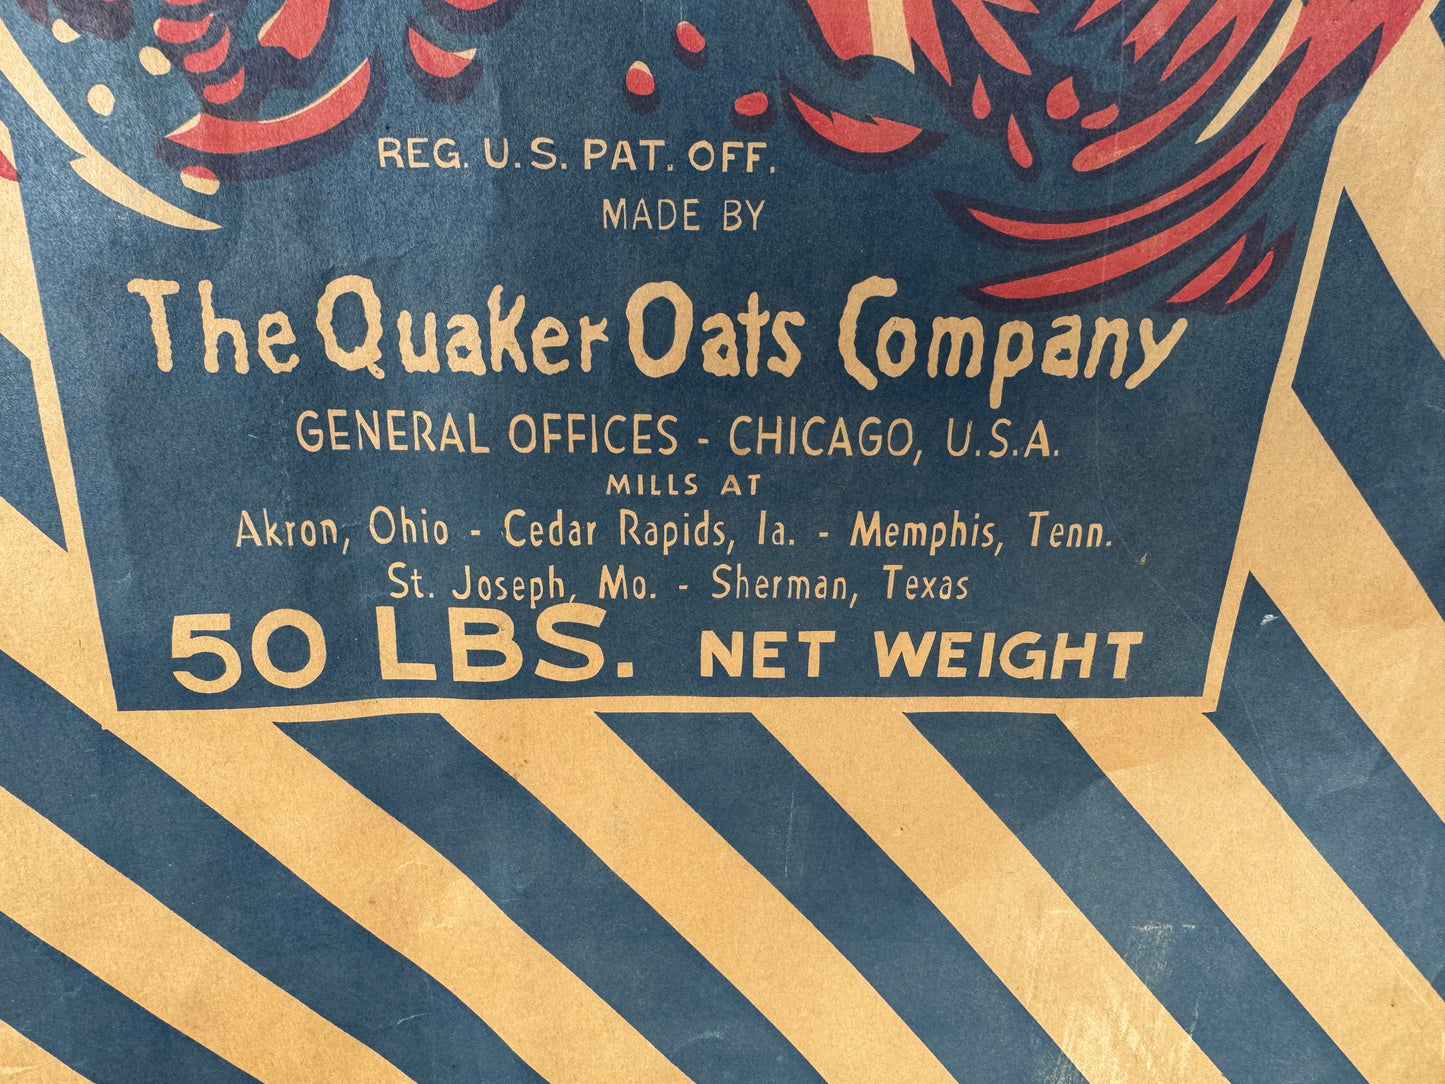 REG. U.S. PAT. OFF.
MADE BY
The Quaker Oats Company
GENERAL OFFICES - CHICAGO, U.S.A.
MILLS AT
Akron, Ohio - Cedar Rapids, Ia. - Memphis, Tenn.
St. Joseph, Mo. - Sherman, Texas
50 LBS. NET WEIGHT